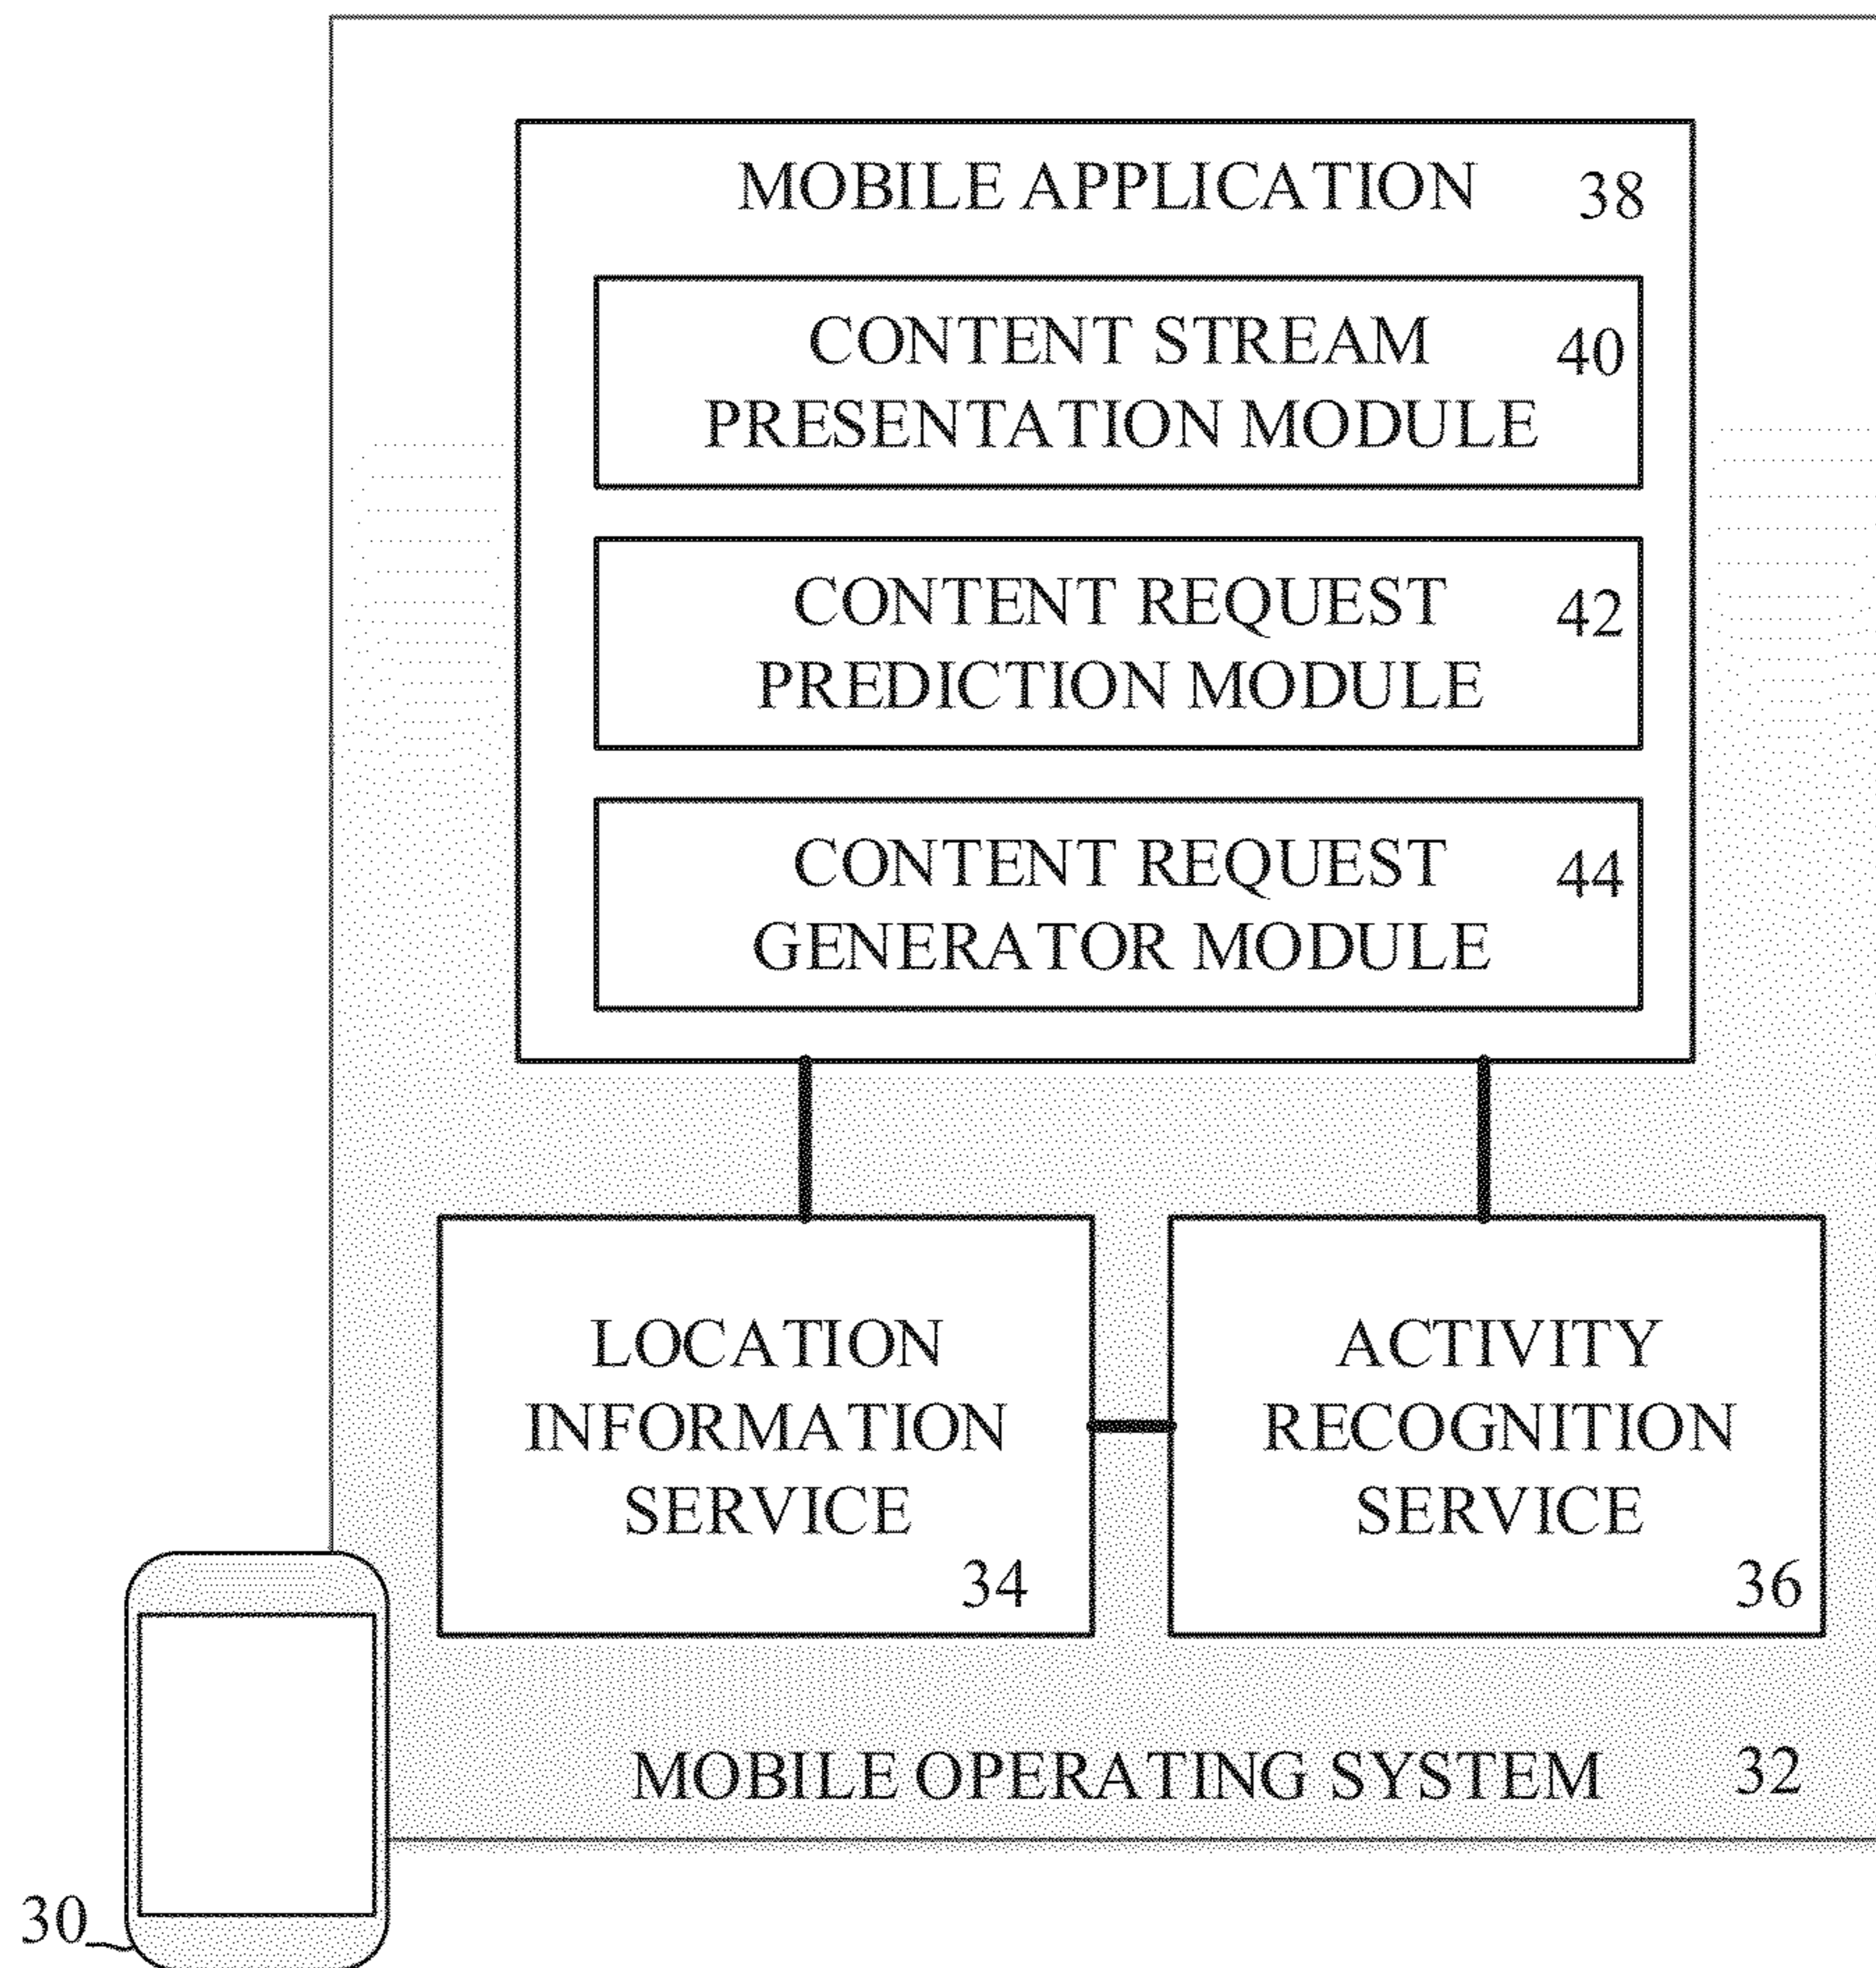 MOBILE APPLICATION 38
CONTENT STREAM 40
PRESENTATION MODULE
CONTENT REQUEST 42
PREDICTION MODULE
CONTENT REQUEST 44
GENERATOR MODULE
LOCATION
INFORMATION
SERVICE
34
ACTIVITY
RECOGNITION
SERVICE
36
MOBILE OPERATING SYSTEM 32
30